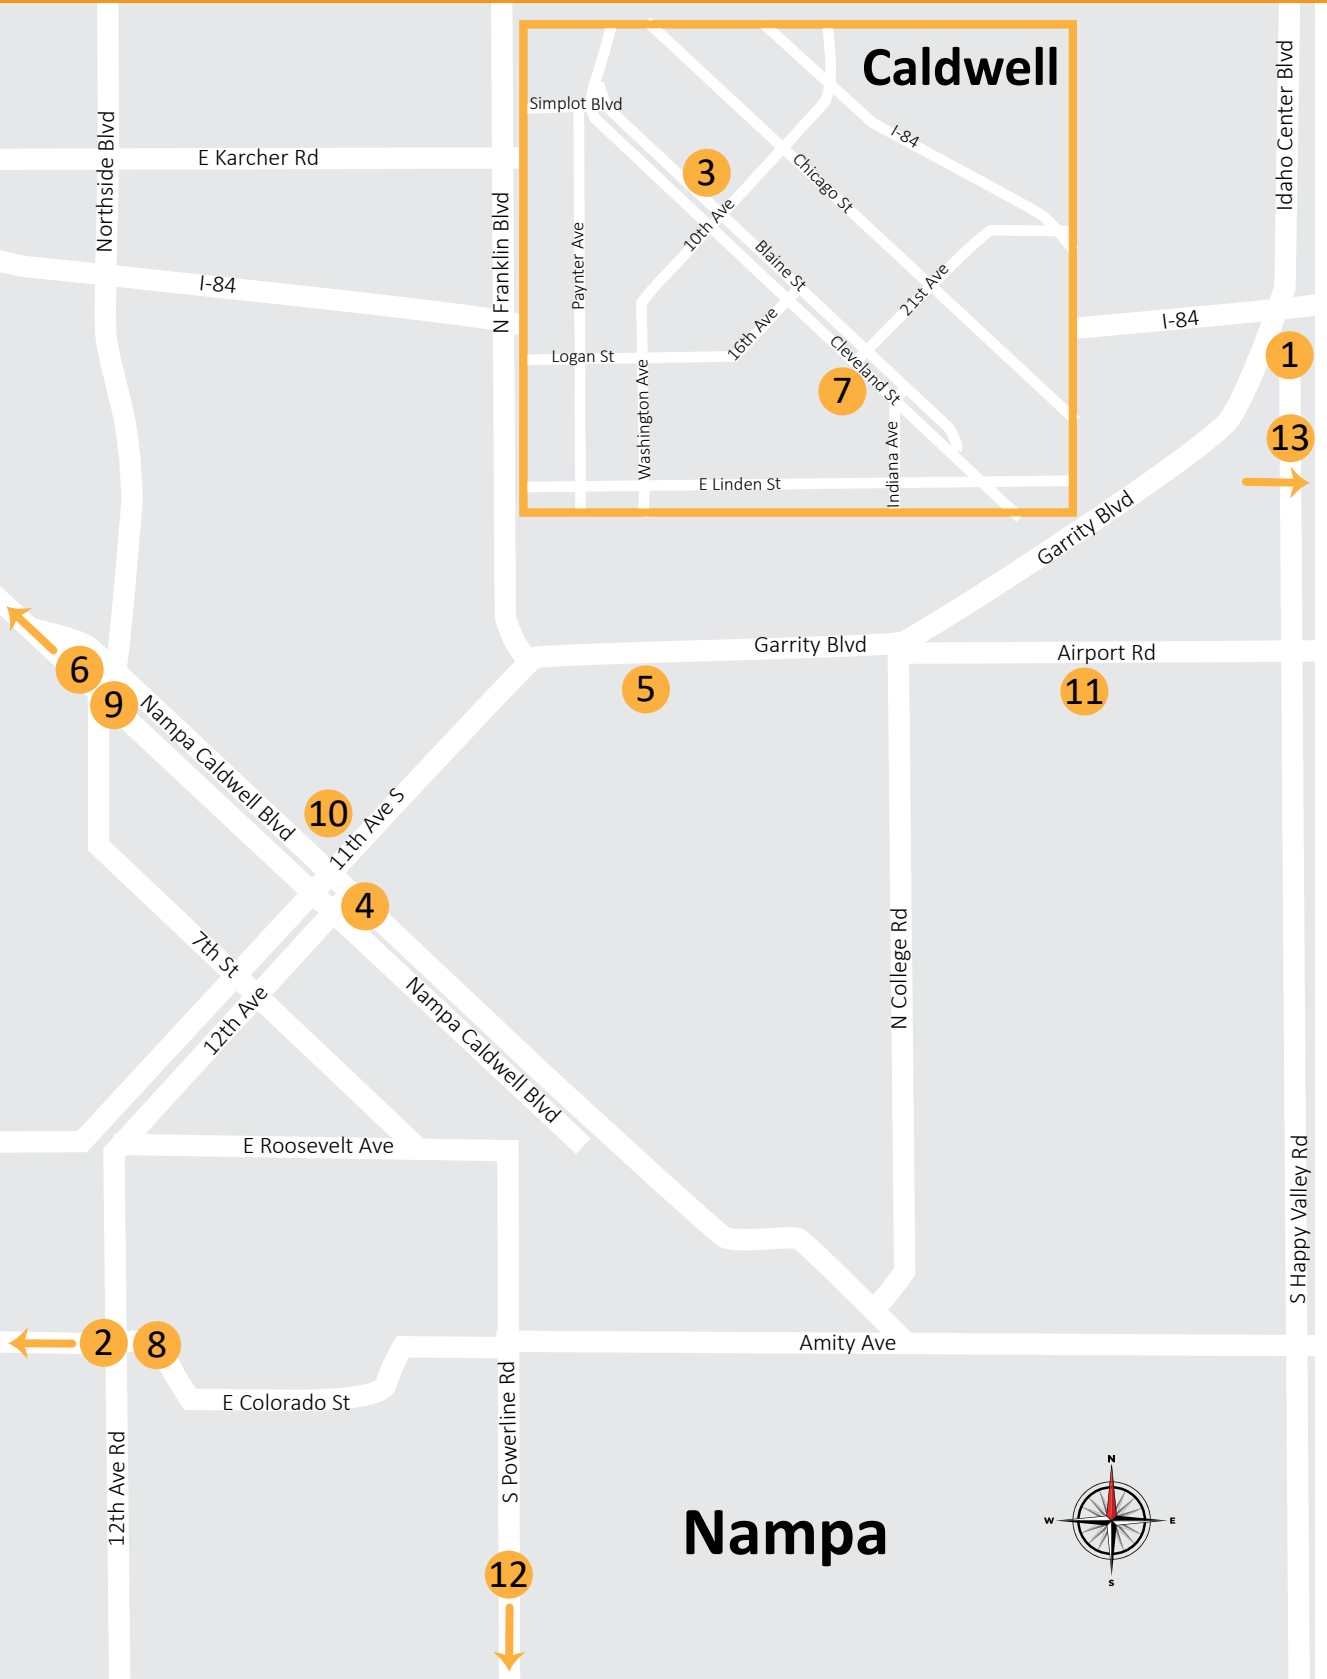 Caldwell
Simplot Blvd
I-84
Idaho Center Blvd
Northside Blvd
E Karcher Rd
3
Chicago St
10th Ave
N Franklin Blvd
Paynter Ave
Blaine St
21st Ave
I-84
16th Ave
I-84
Logan St
Cleveland St
1
7
Washington Ave
Indiana Ave
13
E Linden St
Garrity Blvd
Garrity Blvd
Airport Rd
6
5
11
9
Nampa Caldwell Blvd
10
11th Ave S
4
7th St
N College Rd
12th Ave
Nampa Caldwell Blvd
E Roosevelt Ave
S Happy Valley Rd
2
8
Amity Ave
E Colorado St
S Powerline Rd
12th Ave Rd
N
W
E
S
Nampa
12